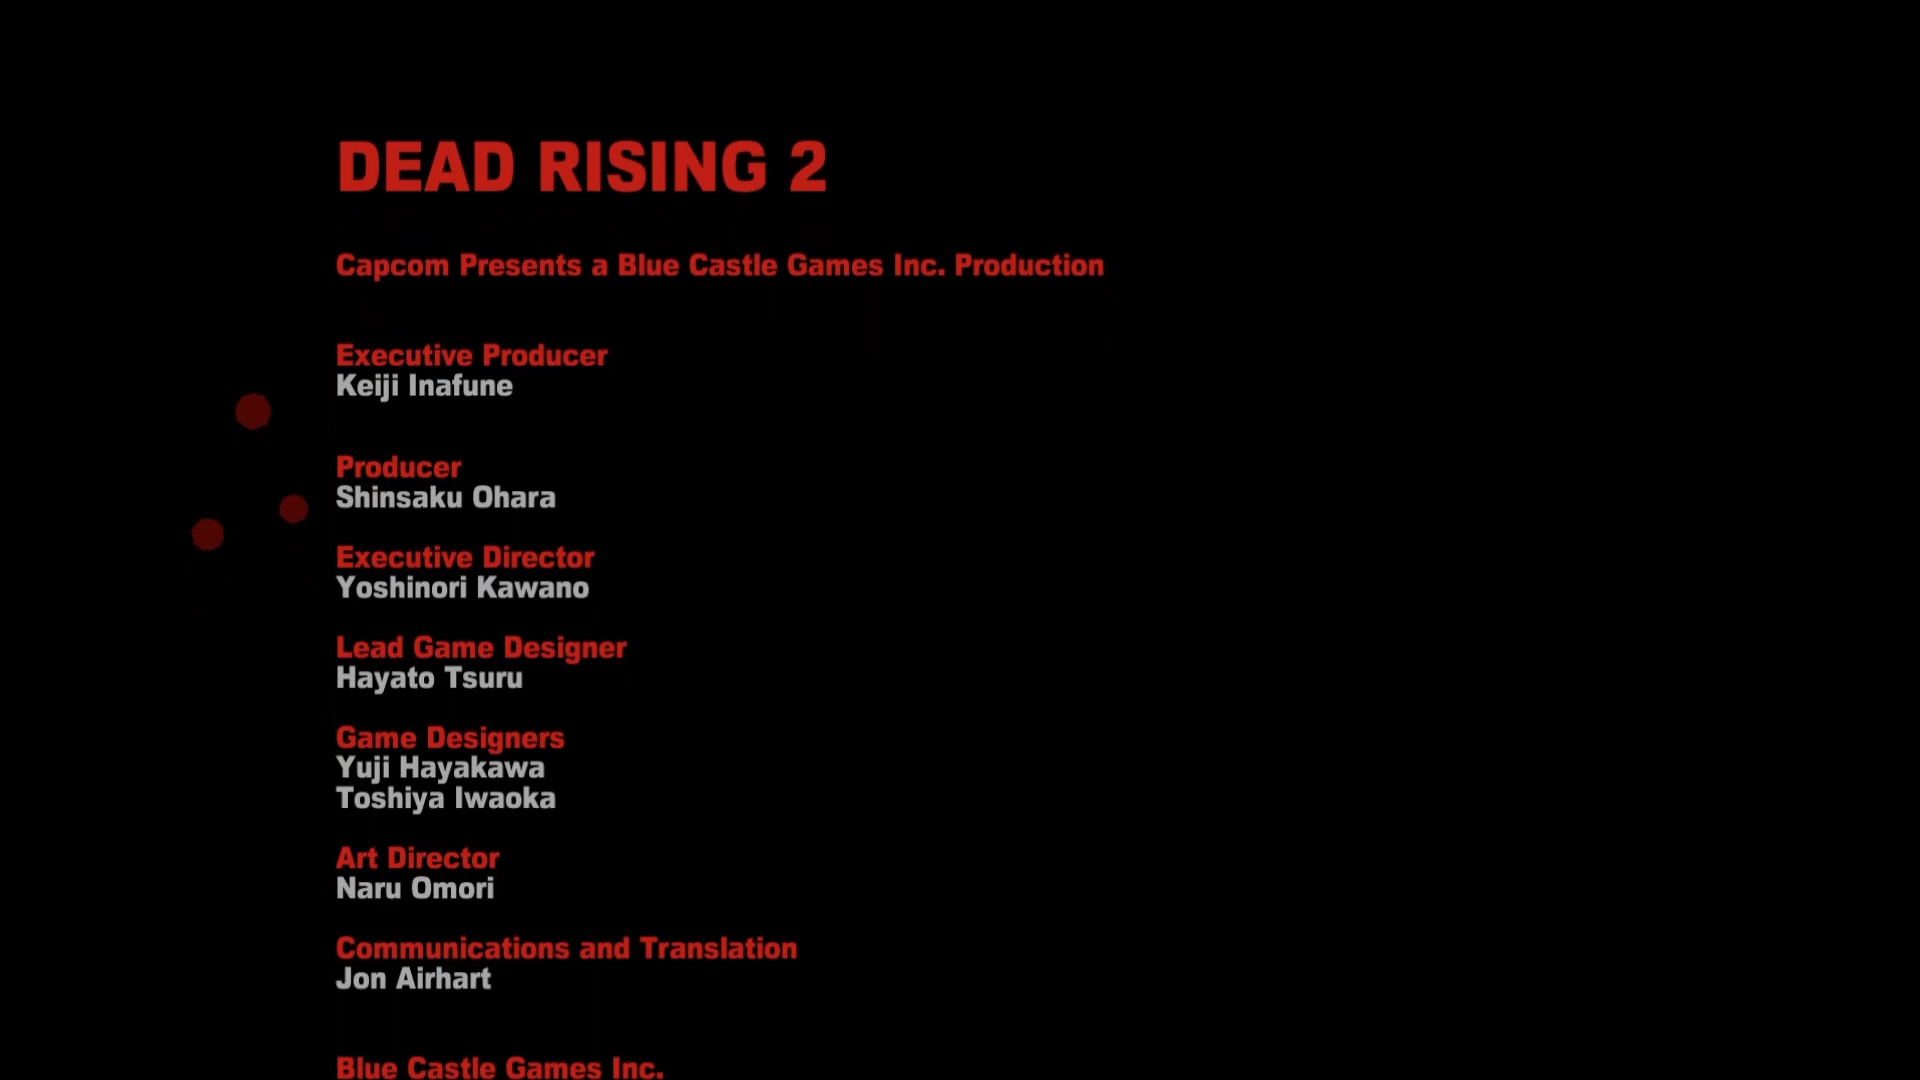 DEAD RISING 2
Capcom Presents a Blue Castle Games Inc. Production
Executive Producer
Keiji Inafune
Producer
Shinsaku Ohara
Executive Director
Yoshinori Kawano
Lead Game Designer
Hayato Tsuru
Game Designers
Yuji Hayakawa
Toshiya Iwaoka
Art Director
Naru Omori
Communications and Translation
Jon Airhart
Blue Castle Games Inc.